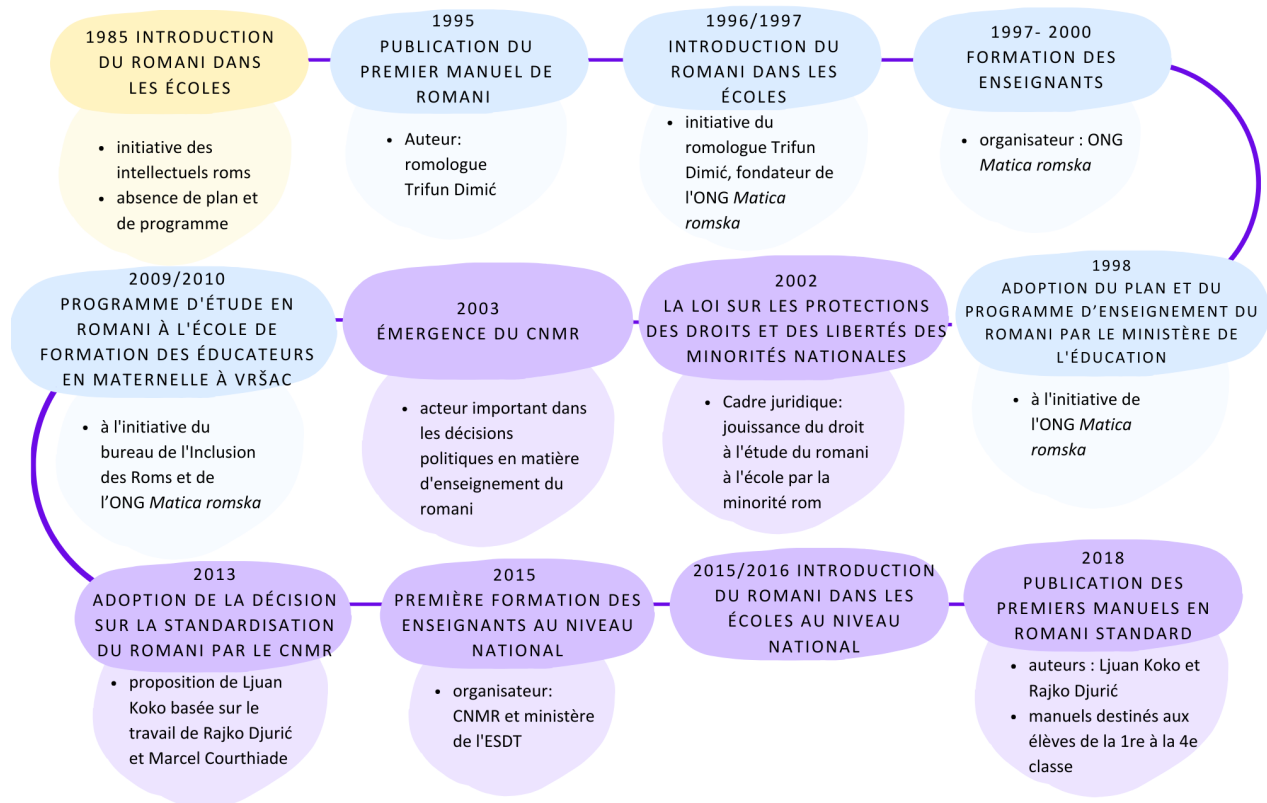 1985 INTRODUCTION
DU ROMANI DANS
LES ÉCOLES
• initiative des
intellectuels roms
• absence de plan et
de programme
1995
PUBLICATION DU
PREMIER MANUEL DE
ROMANI
• Auteur:
romologue
Trifun Dimić
1996/1997
INTRODUCTION DU
ROMANI DANS LES
ÉCOLES
• initiative du
romologue Trifun
Dimić, fondateur de
l'ONG Matica
romska
1997- 2000
FORMATION DES
ENSEIGNANTS
• organisateur : ONG
Matica romska
1998
ADOPTION DU PLAN ET DU
PROGRAMME D’ENSEIGNEMENT DU
ROMANI PAR LE MINISTÈRE DE
L'ÉDUCATION
• à l'initiative de
l'ONG Matica
romska
2002
LA LOI SUR LES PROTECTIONS
DES DROITS ET DES LIBERTÉS DES
MINORITÉS NATIONALES
• Cadre juridique:
jouissance du droit
à l'étude du romani
à l'école par la
minorité rom
2003
ÉMERGENCE DU CNMR
• acteur important dans
les décisions
politiques en matière
d'enseignement du
romani
2009/2010
PROGRAMME D'ÉTUDE EN
ROMANI À L'ÉCOLE DE
FORMATION DES ÉDUCATEURS
EN MATERNELLE À VRŠAC
• à l'initiative du
bureau de l'Inclusion
des Roms et de
l’ONG Matica romska
2013
ADOPTION DE LA DÉCISION
SUR LA STANDARDISATION
DU ROMANI PAR LE CNMR
• proposition de Ljuan
Koko basée sur le
travail de Rajko Djurić
et Marcel Courthiade
2015
PREMIÈRE FORMATION DES
ENSEIGNANTS AU NIVEAU
NATIONAL
• organisateur:
CNMR et ministère
de l'ESDT
2015/2016 INTRODUCTION
DU ROMANI DANS LES
ÉCOLES AU NIVEAU
NATIONAL
2018
PUBLICATION DES
PREMIERS MANUELS EN
ROMANI STANDARD
• auteurs : Ljuan Koko et
Rajko Djurić
• manuels destinés aux
élèves de la 1re à la 4e
classe